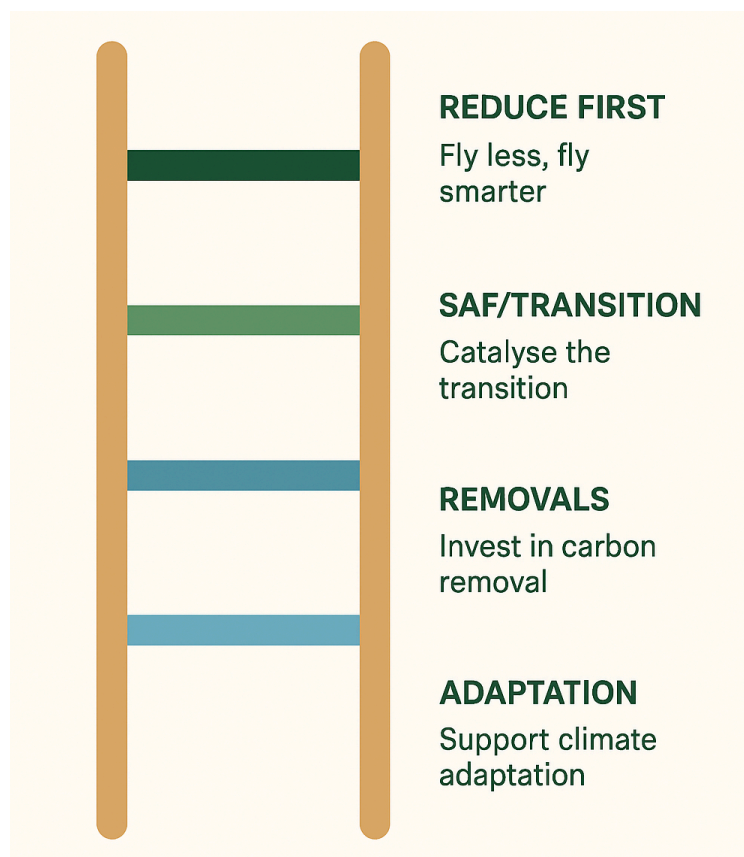 REDUCE FIRST
Fly less, fly
smarter
SAF/TRANSITION
Catalyse the
transition
REMOVALS
Invest in carbon
removal
ADAPTATION
Support climate
adaptation